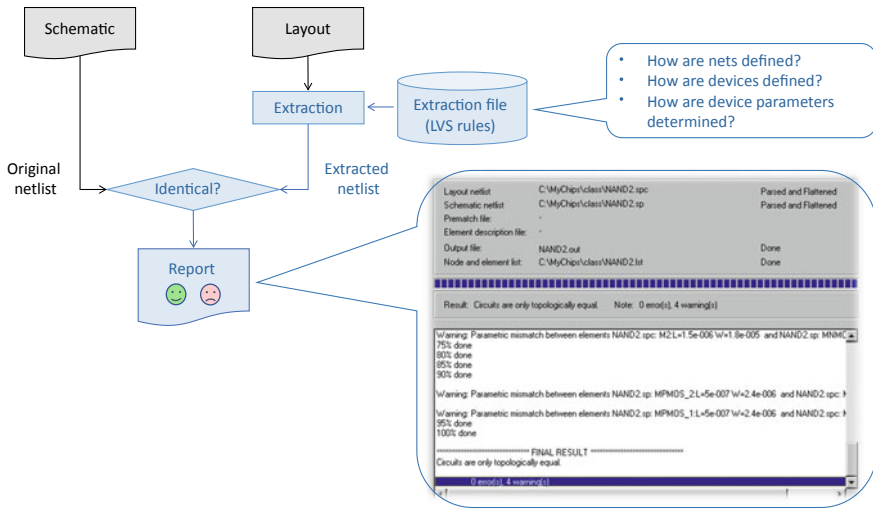 Schematic
Layout
Extraction
Extraction file
(LVS rules)
• How are nets defined?
• How are devices defined?
• How are device parameters
determined?
Original
netlist
Identical?
Extracted
netlist
Report
Layout netlist C:\MyChips\class\NAND2.spc Parsed and Flattened
Schematic netlist C:\MyChips\class\NAND2.sp Parsed and Flattened
Prematch file: -
Element description file: -
Output file: NAND2.out Done
Node and element list: C:\MyChips\class\NAND2.lst Done
Result: Circuits are only topologically equal. Note: 0 error(s), 4 warning(s)
Warning: Parametric mismatch between elements NAND2.spc: M2:L=1.5e-006 W=1.8e-005 and NAND2.sp: MNMO
75% done
80% done
85% done
90% done
Warning: Parametric mismatch between elements NAND2.sp: MPMOS_2:L=5e-007 W=2.4e-006 and NAND2.spc:
Warning: Parametric mismatch between elements NAND2.sp: MPMOS_1:L=5e-007 W=2.4e-006 and NAND2.spc:
95% done
100% done
FINAL RESULT
Circuits are only topologically equal.
0 error(s), 4 warning(s)